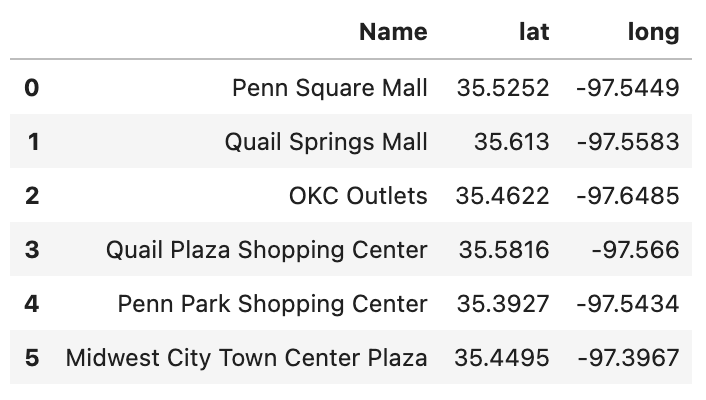 Name lat long
0 Penn Square Mall 35.5252 -97.5449
1 Quail Springs Mall 35.613 -97.5583
2 OKC Outlets 35.4622 -97.6485
3 Quail Plaza Shopping Center 35.5816 -97.566
4 Penn Park Shopping Center 35.3927 -97.5434
5 Midwest City Town Center Plaza 35.4495 -97.3967